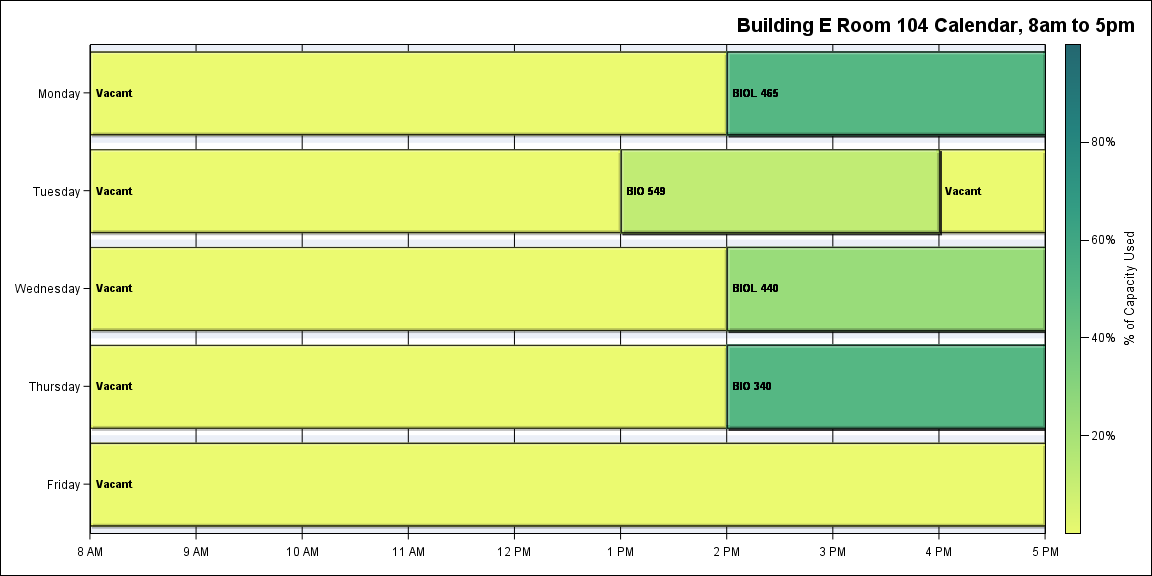 Building E Room 104 Calendar, 8am to 5pm
Monday
Vacant
BIOL 465
Tuesday
Vacant
BIO 549
Vacant
Wednesday
Vacant
BIOL 440
Thursday
Vacant
BIO 340
Friday
Vacant
8 AM 9 AM 10 AM 11 AM 12 PM 1 PM 2 PM 3 PM 4 PM 5 PM
80%
60%
40%
20%
% of Capacity Used